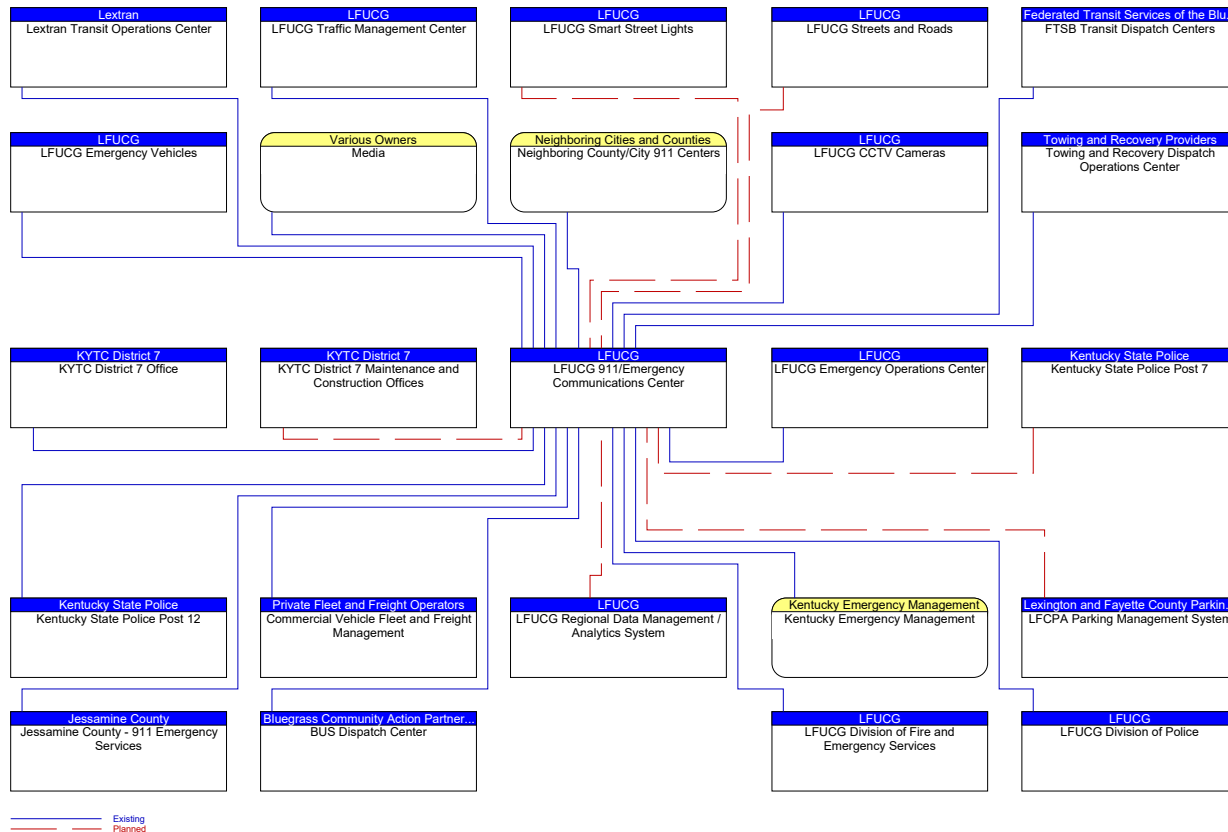 Lextran
Lextran Transit Operations Center
LFUCG
LFUCG Traffic Management Center
LFUCG
LFUCG Smart Street Lights
LFUCG
LFUCG Streets and Roads
Federated Transit Services of the Blu...
FTSB Transit Dispatch Centers
LFUCG
LFUCG Emergency Vehicles
Various Owners
Media
Neighboring Cities and Counties
Neighboring County/City 911 Centers
LFUCG
LFUCG CCTV Cameras
Towing and Recovery Providers
Towing and Recovery Dispatch
Operations Center
KYTC District 7
KYTC District 7 Office
KYTC District 7
KYTC District 7 Maintenance and
Construction Offices
LFUCG
LFUCG 911/Emergency
Communications Center
LFUCG
LFUCG Emergency Operations Center
Kentucky State Police
Kentucky State Police Post 7
Kentucky State Police
Kentucky State Police Post 12
Private Fleet and Freight Operators
Commercial Vehicle Fleet and Freight
Management
LFUCG
LFUCG Regional Data Management /
Analytics System
Kentucky Emergency Management
Kentucky Emergency Management
Lexington and Fayette County Parkin...
LFCPA Parking Management System
Jessamine County
Jessamine County - 911 Emergency
Services
Bluegrass Community Action Partner...
BUS Dispatch Center
LFUCG
LFUCG Division of Fire and
Emergency Services
LFUCG
LFUCG Division of Police
Existing
Planned